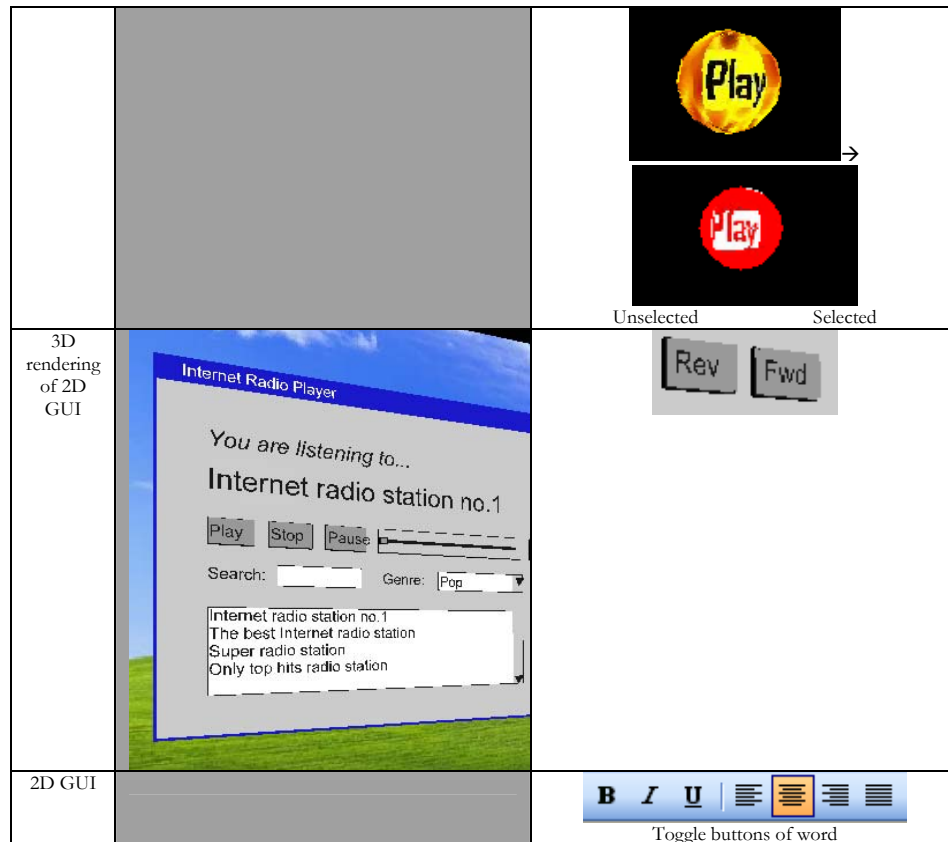 Play
→
Play
Unselected Selected
3D
rendering
of 2D
GUI
Internet Radio Player
You are listening to...
Internet radio station no.1
Play Stop Pause
Search: Genre: Pop
Internet radio station no.1
The best Internet radio station
Super radio station
Only top hits radio station
Rev Fwd
2D GUI
B I U
Toggle buttons of word